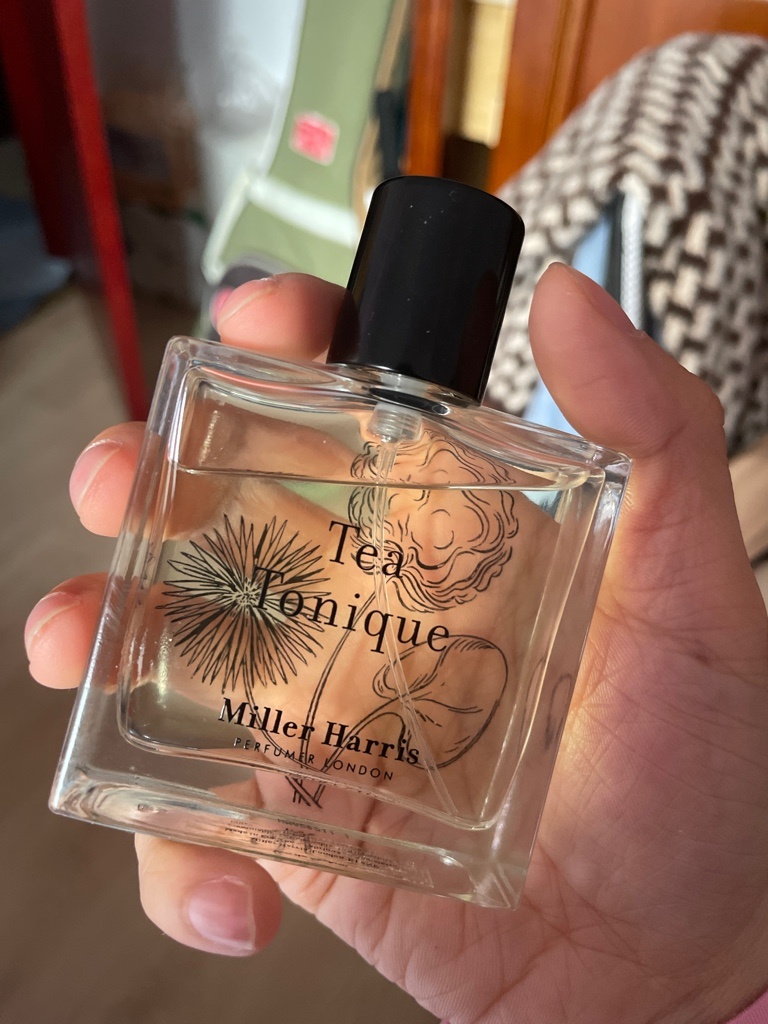 Tea
Tonique
Miller Harris
PERFUMER LONDON